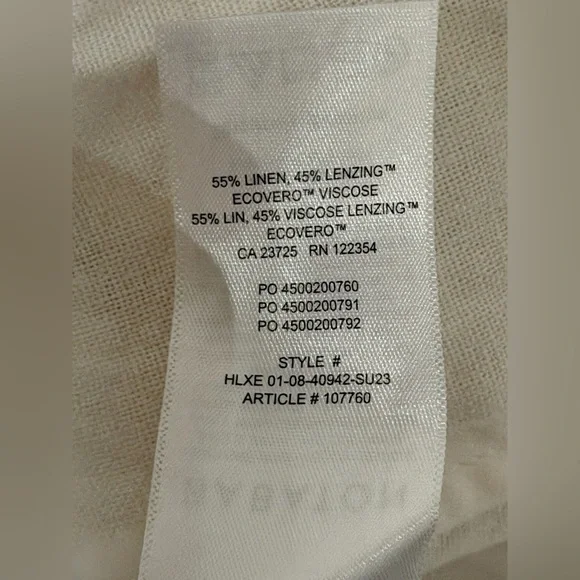 55% LINEN, 45% LENZING™
ECOVERO™ VISCOSE
55% LIN, 45% VISCOSE LENZING™
ECOVERO™
CA 23725 RN 122354
PO 4500200760
PO 4500200791
PO 4500200792
STYLE #
HLXE 01-08-40942-SU23
ARTICLE # 107760
BABATON